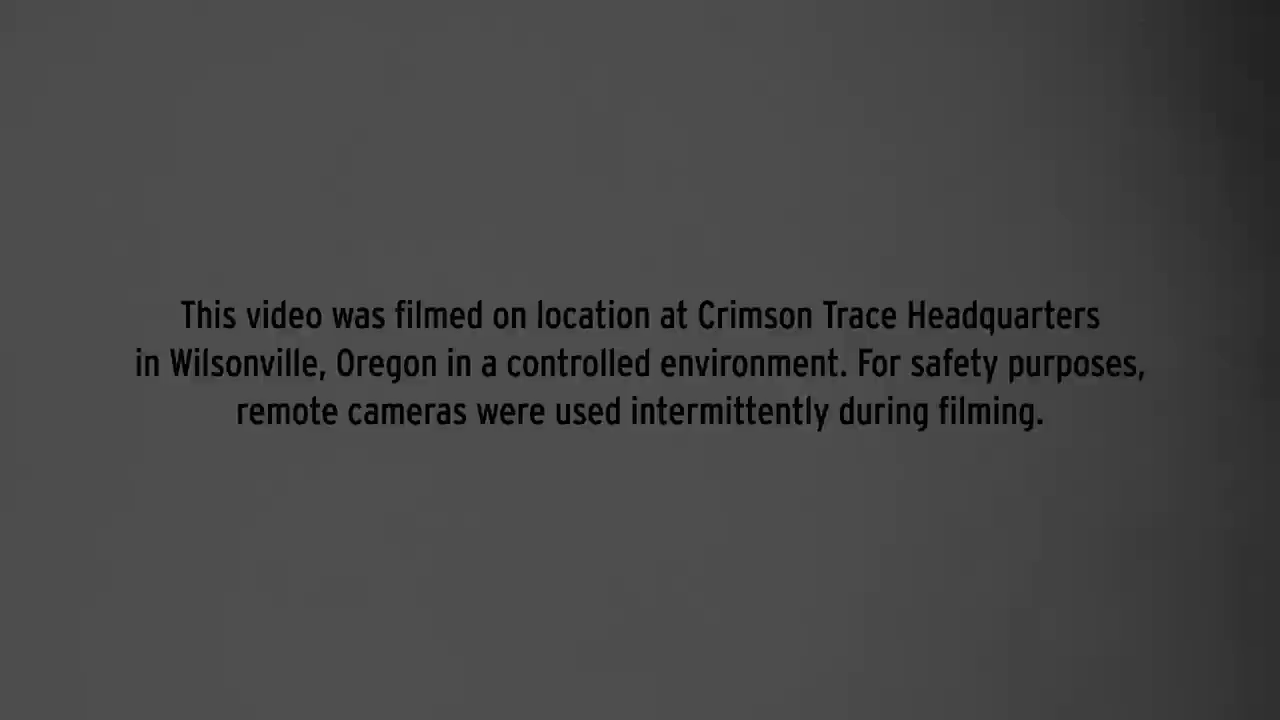 This video was filmed on location at Crimson Trace Headquarters
in Wilsonville, Oregon in a controlled environment. For safety purposes,
remote cameras were used intermittently during filming.